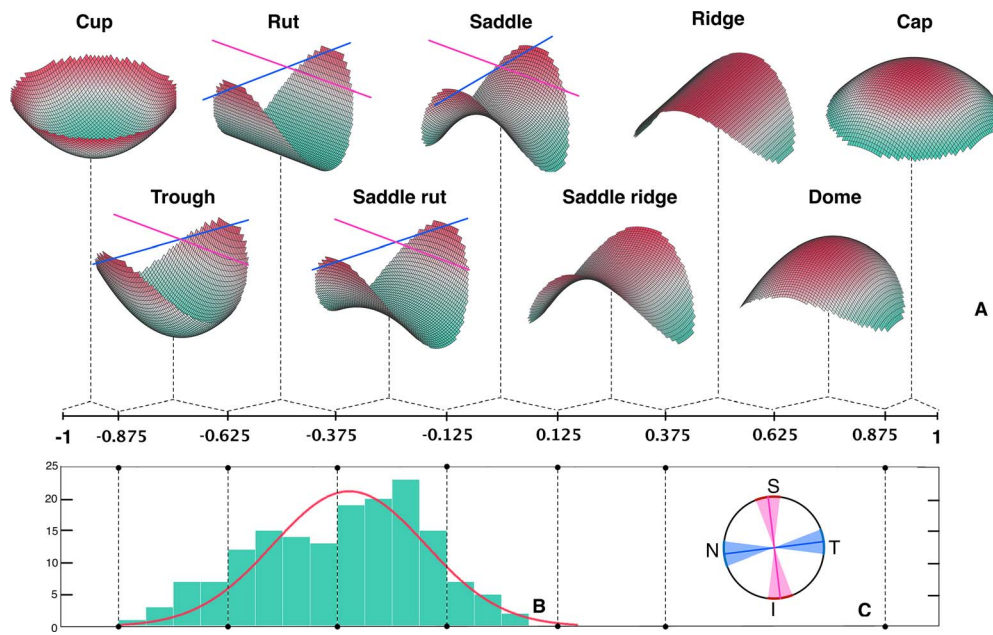 Cup Rut Saddle Ridge Cap
Trough Saddle rut Saddle ridge Dome
A
-1 -0.875 -0.625 -0.375 -0.125 0.125 0.375 0.625 0.875 1
25
20
15
10
5
0
B
S
N T
I
C